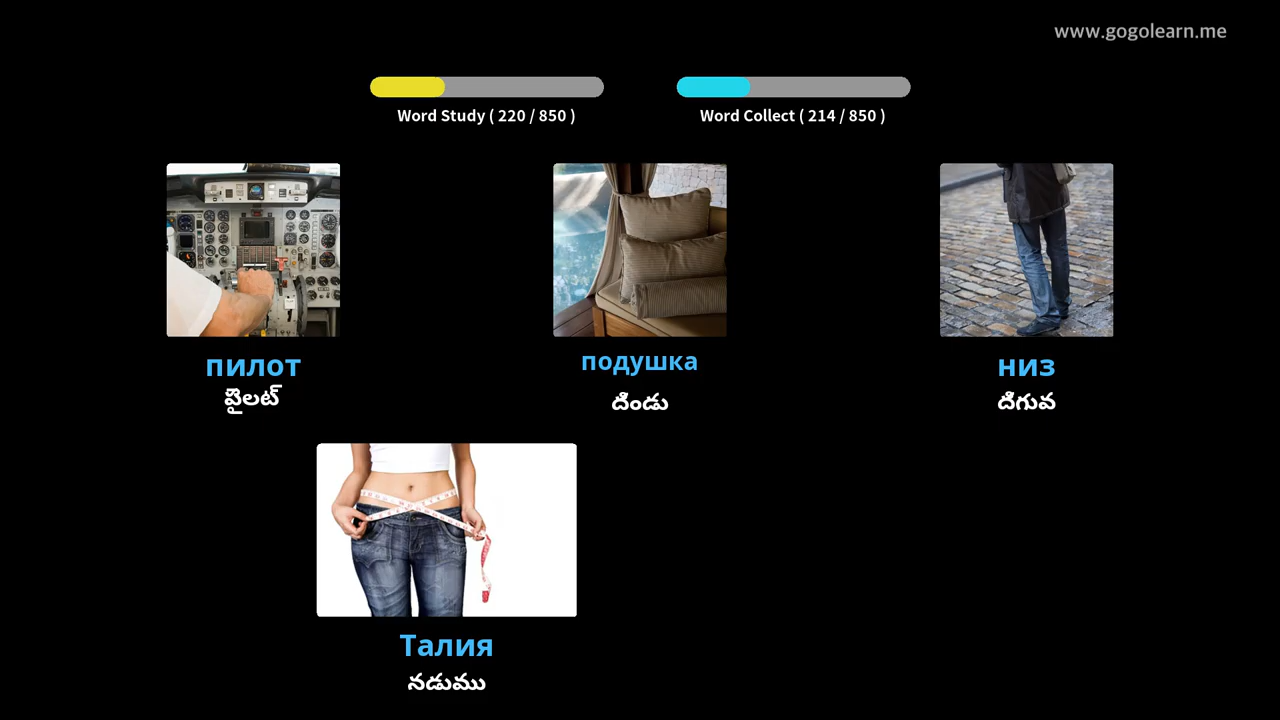 www.gogolearn.me
Word Study ( 220 / 850 )
Word Collect ( 214 / 850 )
пилот
పైలట్
подушка
దిండు
низ
దిగువ
Талия
నడుము